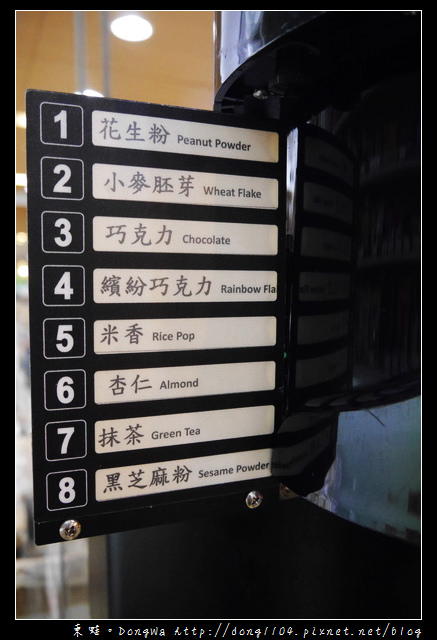 1 花生粉 Peanut Powder
2 小麥胚芽 Wheat Flake
3 巧克力 Chocolate
4 繽紛巧克力 Rainbow Fla
5 米香 Rice Pop
6 杏仁 Almond
7 抹茶 Green Tea
8 黑芝麻粉 Sesame Powder
東蛙。DongWa http://dong1104.pixnet.net/blog